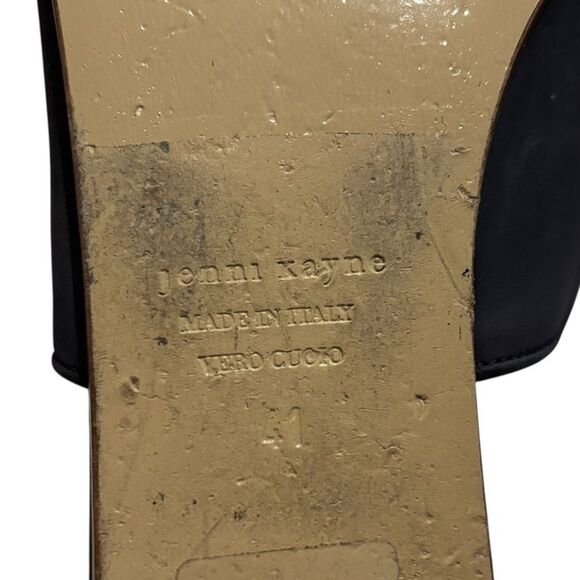 jenni kayne
MADE IN ITALY
VERO CUOIO
41